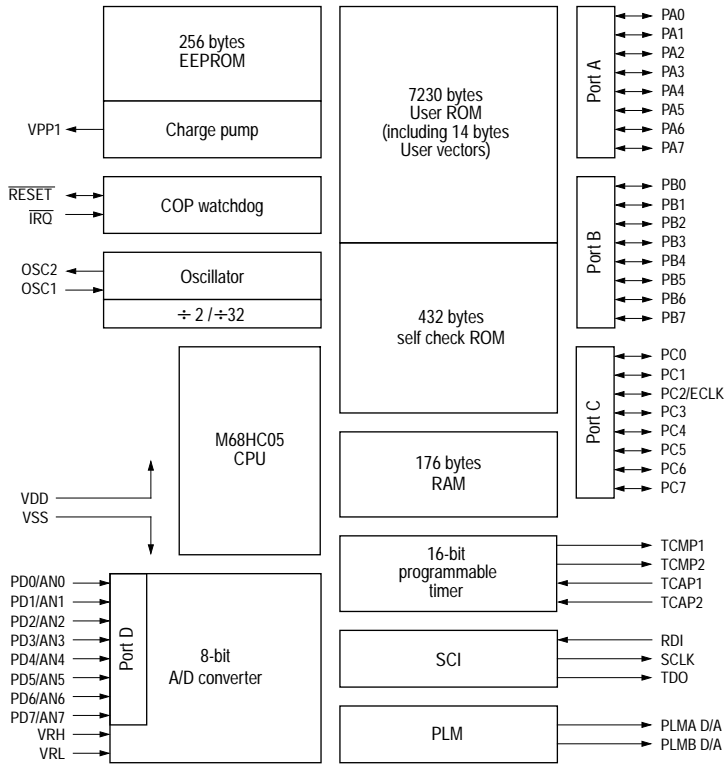 256 bytes
EEPROM
VPP1
Charge pump
RESET
IRQ
COP watchdog
OSC2
OSC1
Oscillator
÷ 2 / ÷32
M68HC05
CPU
VDD
VSS
PD0/AN0
PD1/AN1
PD2/AN2
PD3/AN3
PD4/AN4
PD5/AN5
PD6/AN6
PD7/AN7
VRH
VRL
Port D
8-bit
A/D converter
7230 bytes
User ROM
(including 14 bytes
User vectors)
432 bytes
self check ROM
176 bytes
RAM
16-bit
programmable
timer
SCI
PLM
Port A
PA0
PA1
PA2
PA3
PA4
PA5
PA6
PA7
Port B
PB0
PB1
PB2
PB3
PB4
PB5
PB6
PB7
Port C
PC0
PC1
PC2/ECLK
PC3
PC4
PC5
PC6
PC7
TCMP1
TCMP2
TCAP1
TCAP2
RDI
SCLK
TDO
PLMA D/A
PLMB D/A